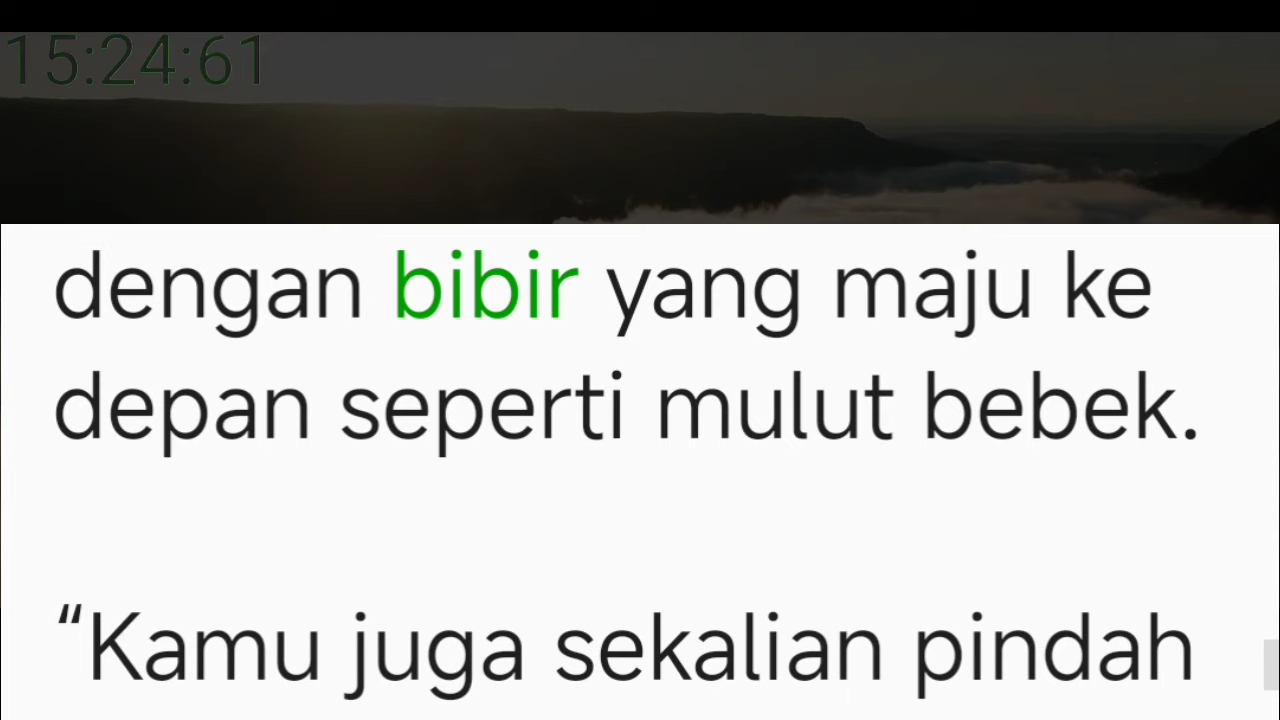 15:24:61
dengan bibir yang maju ke
depan seperti mulut bebek.
“Kamu juga sekalian pindah